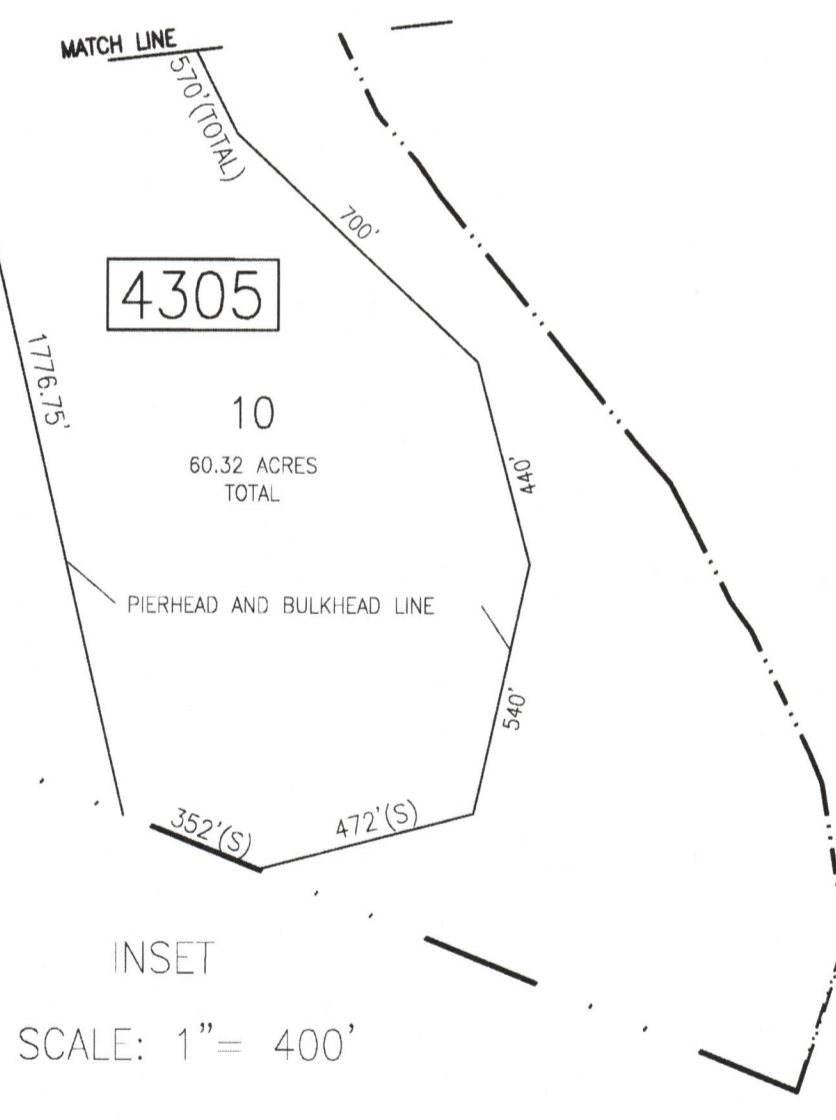 MATCH LINE
570'(TOTAL)
700'
4305
1776.75'
10
60.32 ACRES
TOTAL
440'
PIERHEAD AND BULKHEAD LINE
540'
352'(S)
472'(S)
INSET
SCALE: 1"= 400'